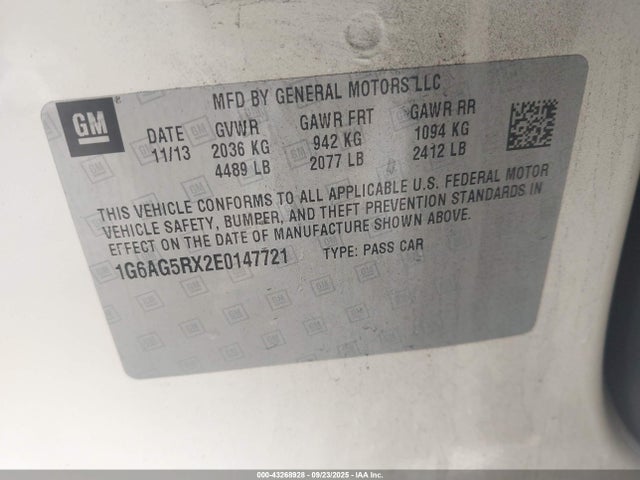 MFD BY GENERAL MOTORS LLC
GM
DATE GVWR GAWR FRT GAWR RR
11/13 2036 KG 942 KG 1094 KG
4489 LB 2077 LB 2412 LB
THIS VEHICLE CONFORMS TO ALL APPLICABLE U.S. FEDERAL MOTOR
VEHICLE SAFETY, BUMPER, AND THEFT PREVENTION STANDARDS IN
EFFECT ON THE DATE OF MANUFACTURE SHOWN ABOVE.
1G6AG5RX2E0147721 TYPE: PASS CAR
000-43268928 - 09/23/2025 - IAAI.COM